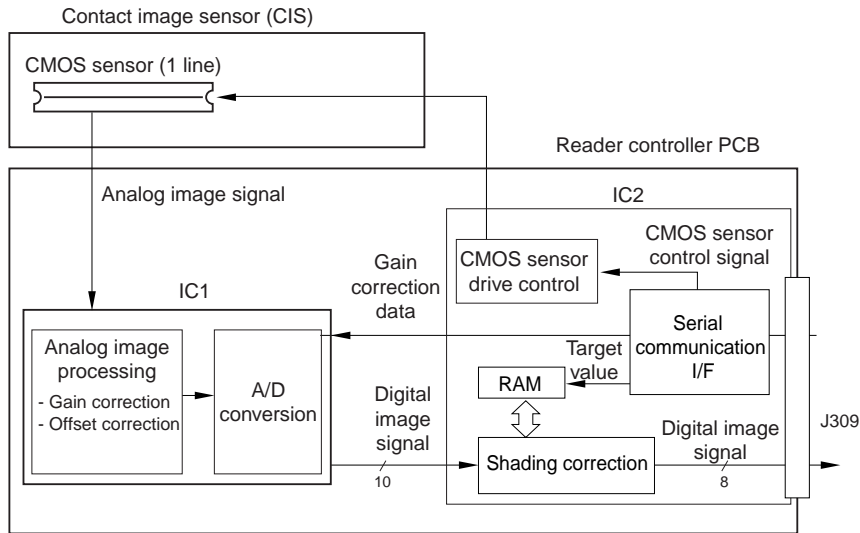 Contact image sensor (CIS)
CMOS sensor (1 line)
Reader controller PCB
Analog image signal
IC2
CMOS sensor
control signal
CMOS sensor
drive control
Gain
correction
data
IC1
Serial
communication
I/F
Target
value
Analog image
processing
- Gain correction
- Offset correction
A/D
conversion
RAM
Digital
image
signal
10
Shading correction
Digital image
signal
8
J309